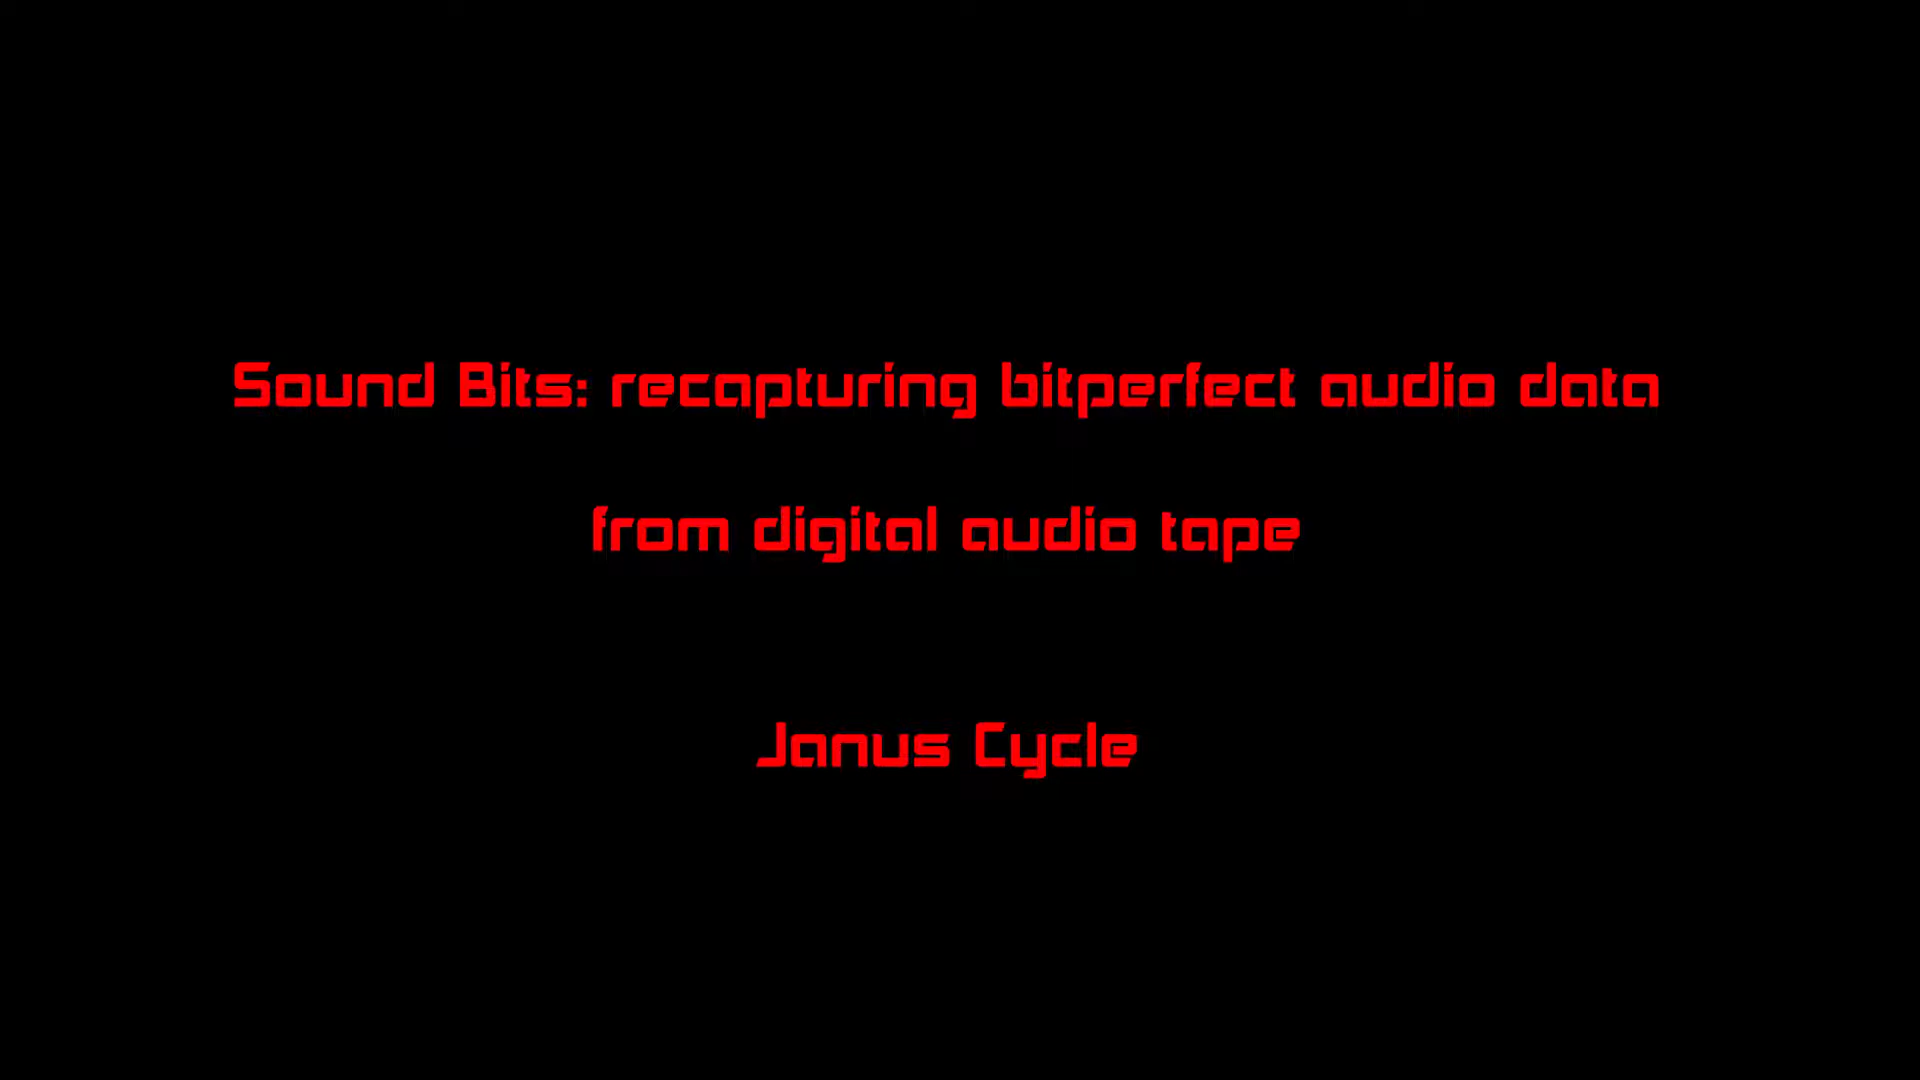 Sound Bits: recapturing bitperfect audio data
from digital audio tape
Janus Cycle